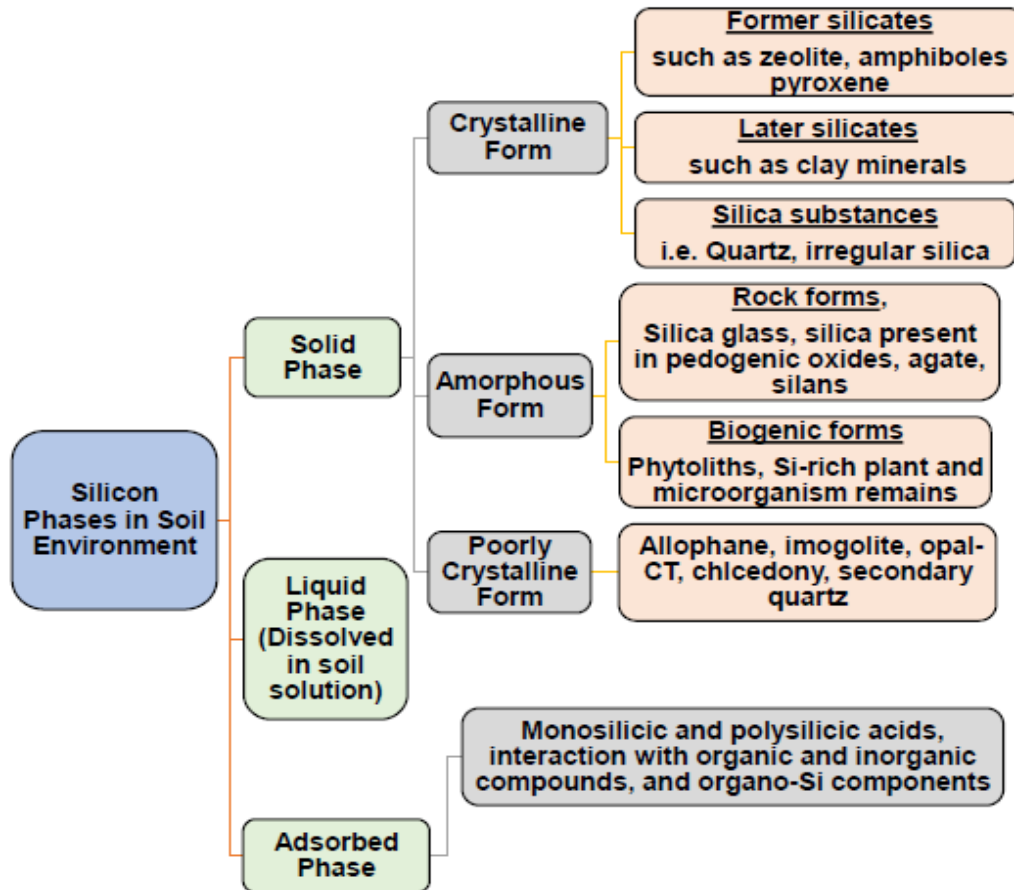 Silicon
Phases in Soil
Environment
Solid
Phase
Crystalline
Form
Former silicates
such as zeolite, amphiboles
pyroxene
Later silicates
such as clay minerals
Silica substances
i.e. Quartz, irregular silica
Amorphous
Form
Rock forms,
Silica glass, silica present
in pedogenic oxides, agate,
silans
Biogenic forms
Phytoliths, Si-rich plant and
microorganism remains
Poorly
Crystalline
Form
Allophane, imogolite, opal-
CT, chlcedony, secondary
quartz
Liquid
Phase
(Dissolved
in soil
solution)
Adsorbed
Phase
Monosilicic and polysilicic acids,
interaction with organic and inorganic
compounds, and organo-Si components